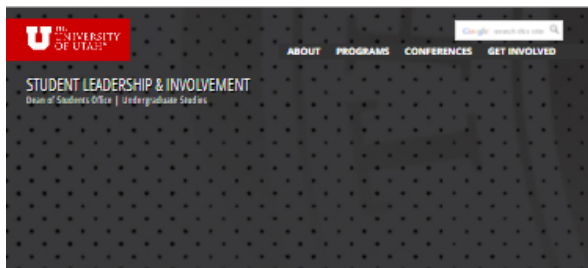 THE
UNIVERSITY
OF UTAH®
Google search this site
ABOUT PROGRAMS CONFERENCES GET INVOLVED
STUDENT LEADERSHIP & INVOLVEMENT
Dean of Students Office | Undergraduate Studies